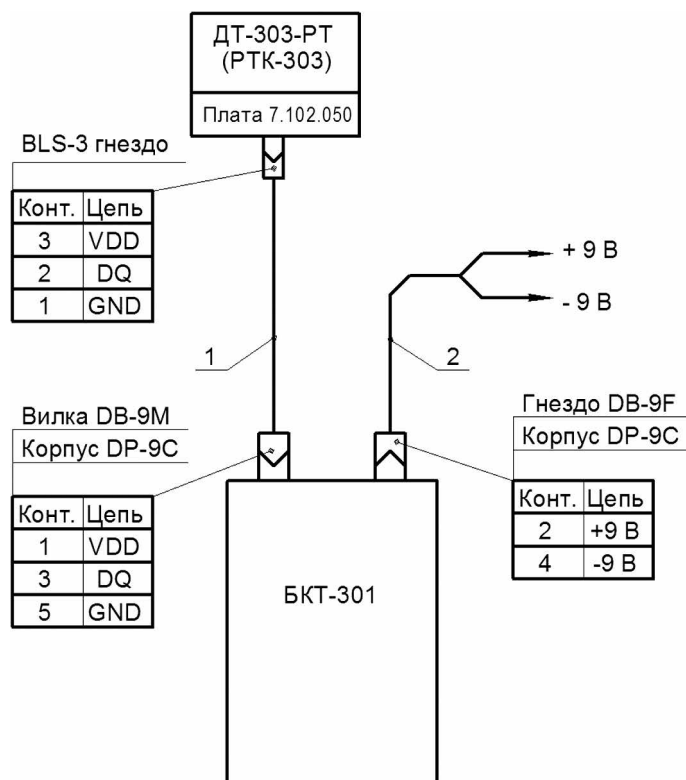 ДТ-303-РТ
(РТК-303)
Плата 7.102.050
BLS-3 гнездо
Конт. Цепь
3 VDD
2 DQ
1 GND
+ 9 В
- 9 В
1
2
Вилка DB-9M
Корпус DP-9C
Конт. Цепь
1 VDD
3 DQ
5 GND
Гнездо DB-9F
Корпус DP-9C
Конт. Цепь
2 +9 В
4 -9 В
БКТ-301